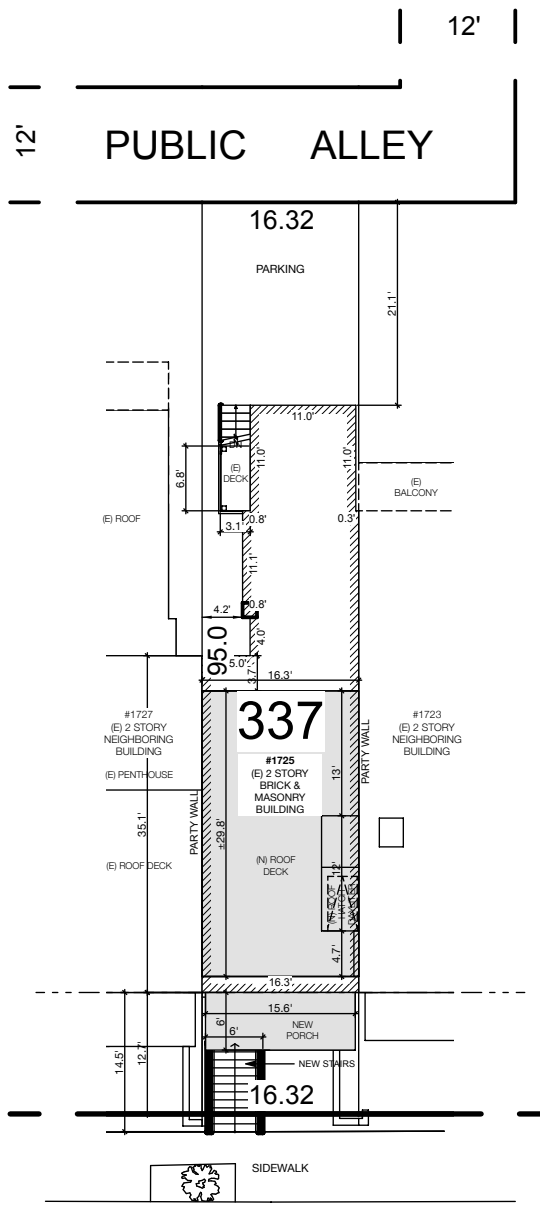 12'
12'
PUBLIC ALLEY
16.32
PARKING
21.1'
11.0'
DN
(E)
DECK
11.0'
11.0'
6.8'
(E)
BALCONY
(E) ROOF
3.1'
0.8'
0.3'
11.1'
0.8'
4.2'
4.0'
95.0
5.0'
3.7'
16.3'
337
#1727
(E) 2 STORY
NEIGHBORING
BUILDING
(E) PENTHOUSE
#1725
(E) 2 STORY
BRICK &
MASONRY
BUILDING
#1723
(E) 2 STORY
NEIGHBORING
BUILDING
PARTY WALL
13'
PARTY WALL
35.1'
±29.8'
(E) ROOF DECK
(N) ROOF
DECK
12'
(N) ROOF
HATCH
4.7'
16.3'
15.6'
6'
NEW
PORCH
6'
14.5'
12.7'
NEW STAIRS
16.32
SIDEWALK